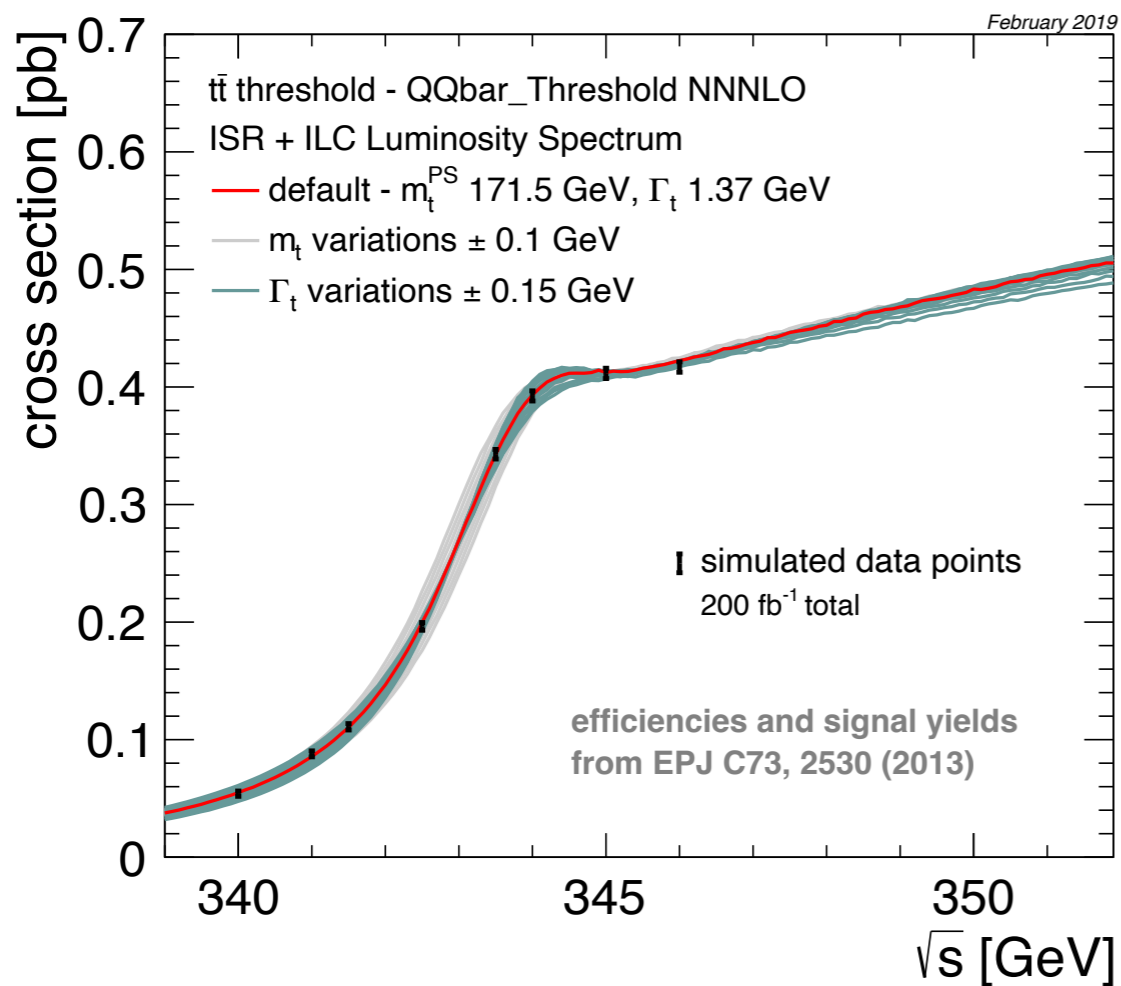 February 2019
cross section [pb]
0.7
0.6
0.5
0.4
0.3
0.2
0.1
0
tt̄ threshold - QQbar_Threshold NNNLO
ISR + ILC Luminosity Spectrum
default - m_t^PS 171.5 GeV, Γ_t 1.37 GeV
m_t variations ± 0.1 GeV
Γ_t variations ± 0.15 GeV
simulated data points
200 fb⁻¹ total
efficiencies and signal yields
from EPJ C73, 2530 (2013)
340 345 350
√s [GeV]